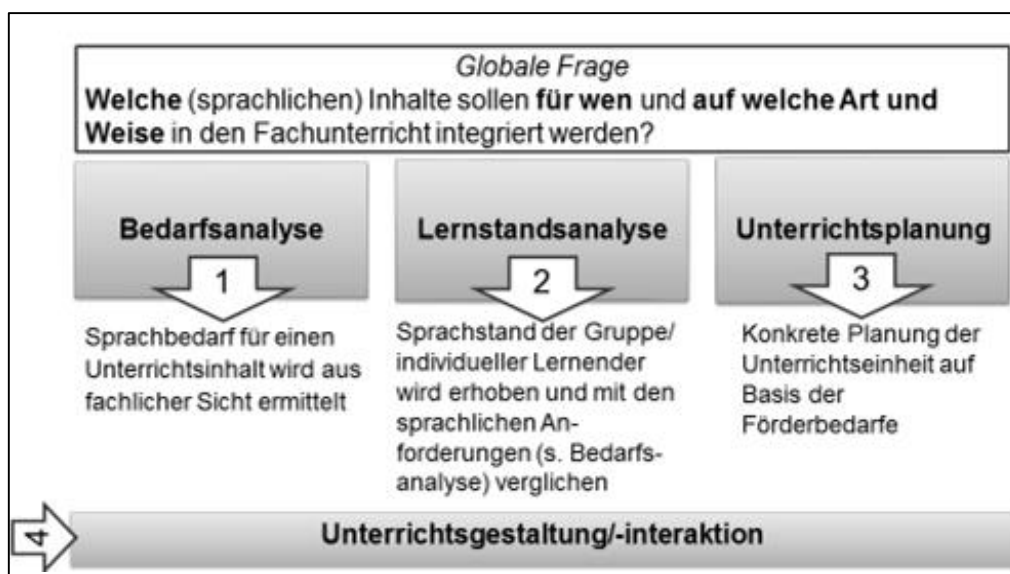 Globale Frage
Welche (sprachlichen) Inhalte sollen für wen und auf welche Art und
Weise in den Fachunterricht integriert werden?
Bedarfsanalyse
1
Sprachbedarf für einen
Unterrichtsinhalt wird aus
fachlicher Sicht ermittelt
Lernstandsanalyse
2
Sprachstand der Gruppe/
individueller Lernender
wird erhoben und mit den
sprachlichen An-
forderungen (s. Bedarfs-
analyse) verglichen
Unterrichtsplanung
3
Konkrete Planung der
Unterrichtseinheit auf
Basis der
Förderbedarfe
4
Unterrichtsgestaltung/-interaktion